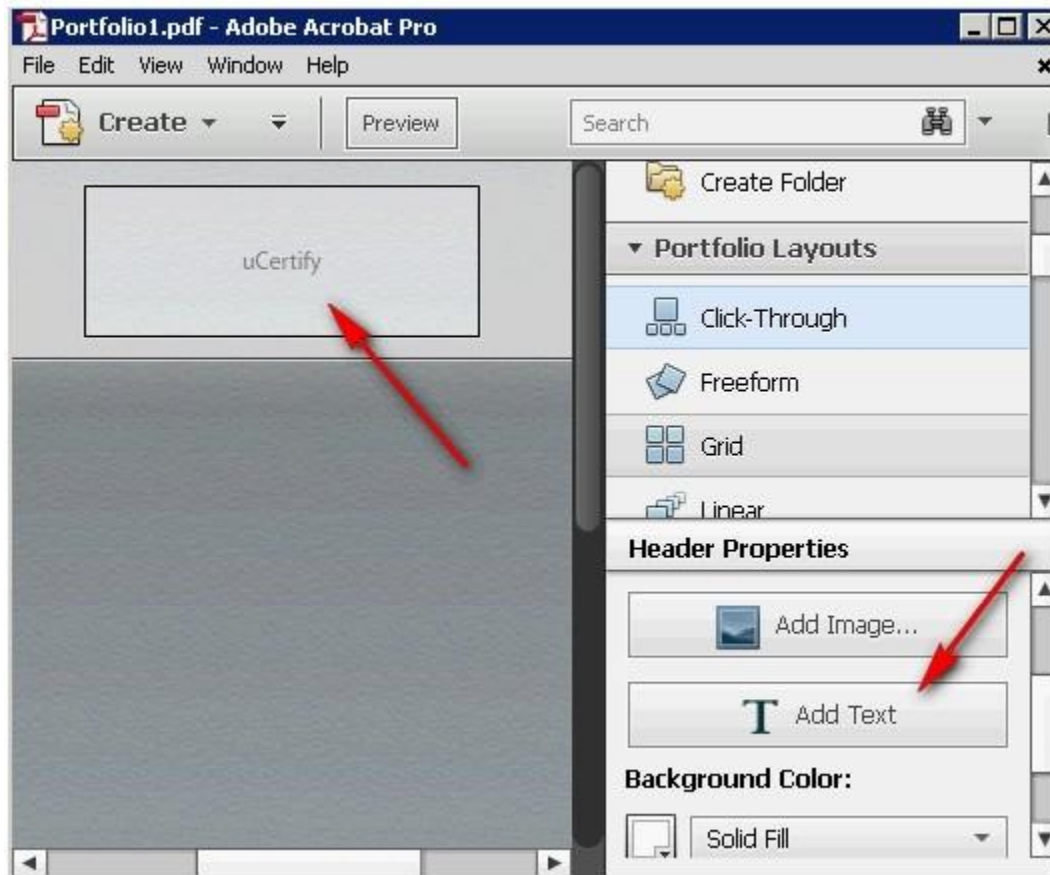 Portfolio1.pdf - Adobe Acrobat Pro
File Edit View Window Help
Create Preview Search
uCertify
Create Folder
Portfolio Layouts
Click-Through
Freeform
Grid
Linear
Header Properties
Add Image...
T Add Text
Background Color:
Solid Fill